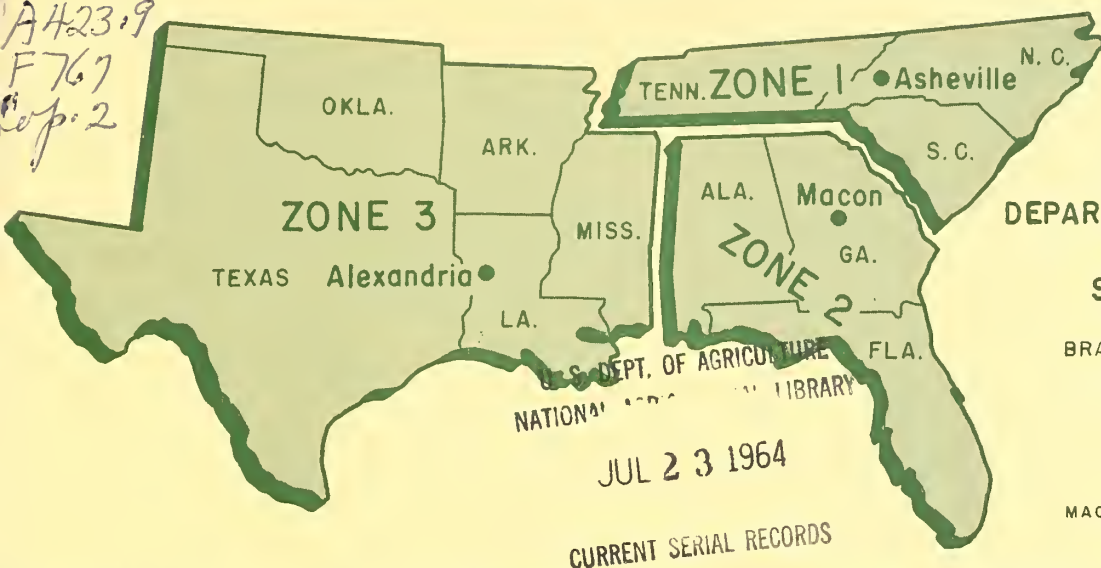 A423.9
F767
Cop. 2
OKLA.
ARK.
TENN. ZONE 1
Asheville
N. C.
S. C.
ZONE 3
MISS.
ALA.
Macon
GA.
ZONE 2
TEXAS Alexandria
LA.
FLA.
DEPAR
S
BRA
MAC
U. S. DEPT. OF AGRICULTURE
LIBRARY
JUL 23 1964
CURRENT SERIAL RECORDS